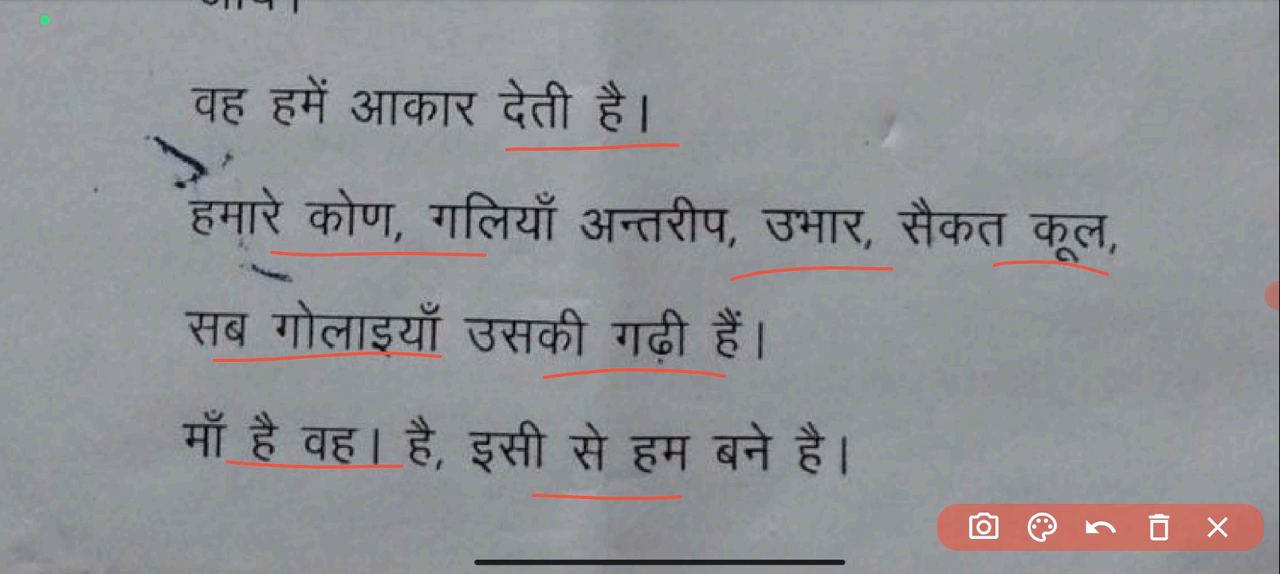 वह हमें आकार देती है।
हमारे कोण, गलियाँ अन्तरीप, उभार, सैकत कूल,
सब गोलाइयाँ उसकी गढ़ी हैं।
माँ है वह। है, इसी से हम बने है।